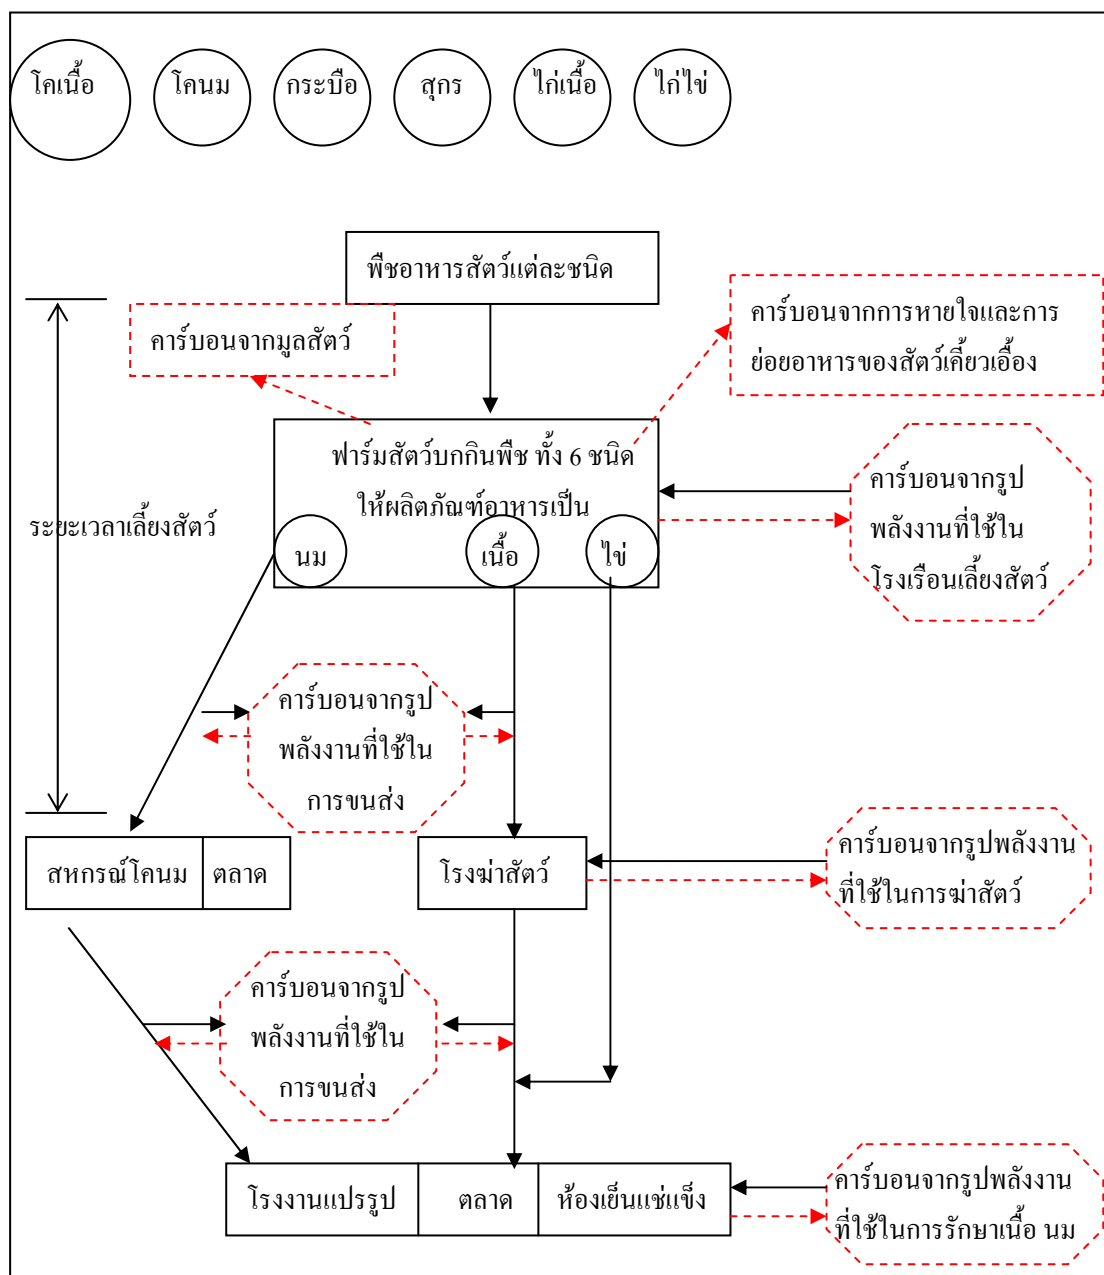 โคเนื้อ
โคนม
กระบือ
สุกร
ไก่เนื้อ
ไก่ไข่
พืชอาหารสัตว์แต่ละชนิด
คาร์บอนจากมูลสัตว์
คาร์บอนจากการหายใจและการ
ย่อยอาหารของสัตว์เคี้ยวเอื้อง
ฟาร์มสัตว์บกกินพืช ทั้ง 6 ชนิด
ให้ผลิตภัณฑ์อาหารเป็น
นม
เนื้อ
ไข่
คาร์บอนจากรูป
พลังงานที่ใช้ใน
โรงเรือนเลี้ยงสัตว์
ระยะเวลาเลี้ยงสัตว์
คาร์บอนจากรูป
พลังงานที่ใช้ใน
การขนส่ง
สหกรณ์โคนม
ตลาด
โรงฆ่าสัตว์
คาร์บอนจากรูปพลังงาน
ที่ใช้ในการฆ่าสัตว์
คาร์บอนจากรูป
พลังงานที่ใช้ใน
การขนส่ง
โรงงานแปรรูป
ตลาด
ห้องเย็นแช่แข็ง
คาร์บอนจากรูปพลังงาน
ที่ใช้ในการรักษาเนื้อ นม